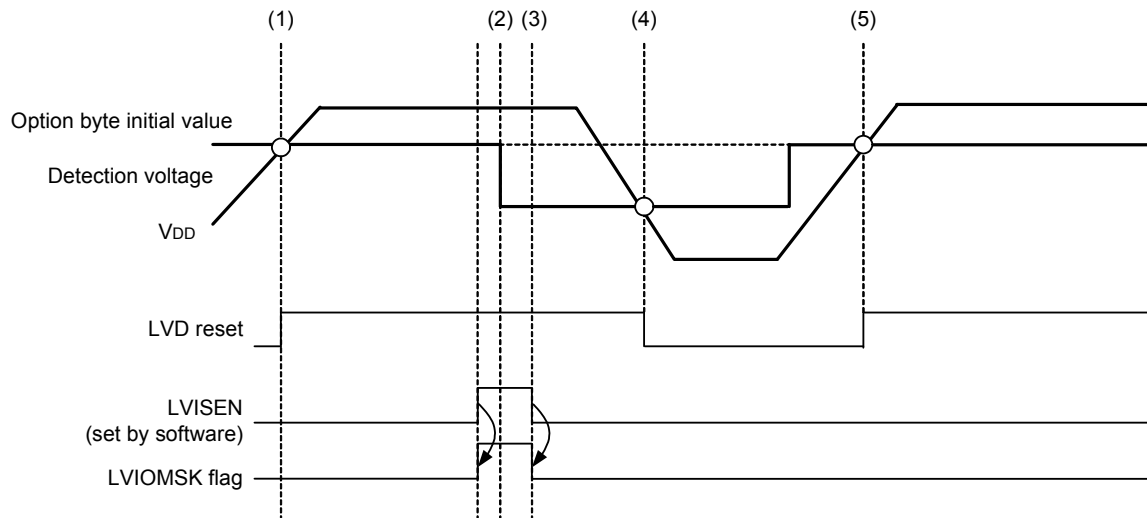 (1) (2) (3) (4) (5)
Option byte initial value
Detection voltage
VDD
LVD reset
LVISEN
(set by software)
LVIOMSK flag